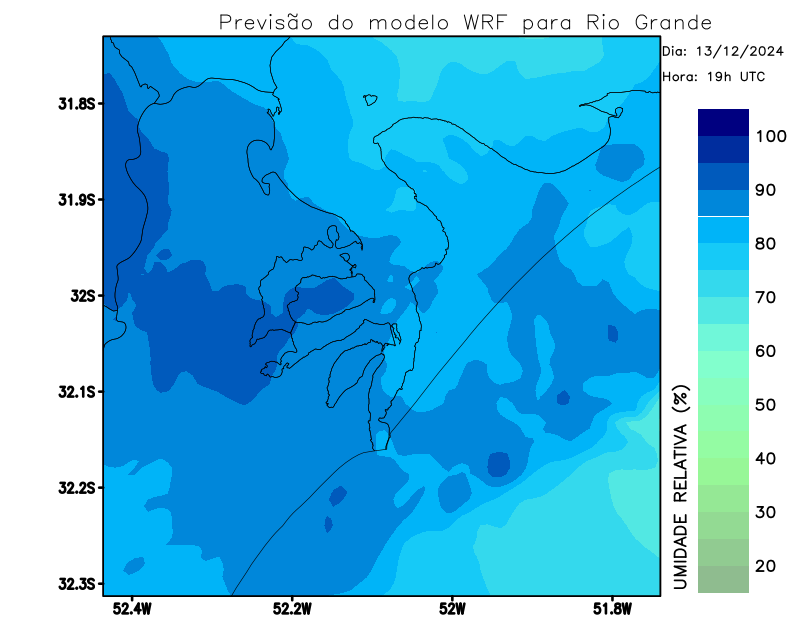 Previsão do modelo WRF para Rio Grande
Dia: 13/12/2024
Hora: 19h UTC
31.8S
31.9S
32S
32.1S
32.2S
32.3S
52.4W
52.2W
52W
51.8W
100
90
80
70
60
50
40
30
20
UMIDADE RELATIVA (%)